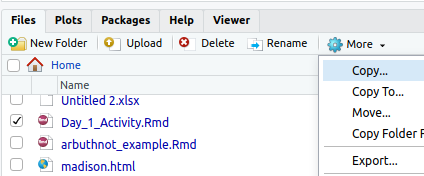 Files Plots Packages Help Viewer
New Folder Upload Delete Rename More
Home Copy...
Name Copy To...
Untitled 2.xlsx
Day_1_Activity.Rmd Move...
arbuthnot_example.Rmd Copy Folder
madison.html Export...